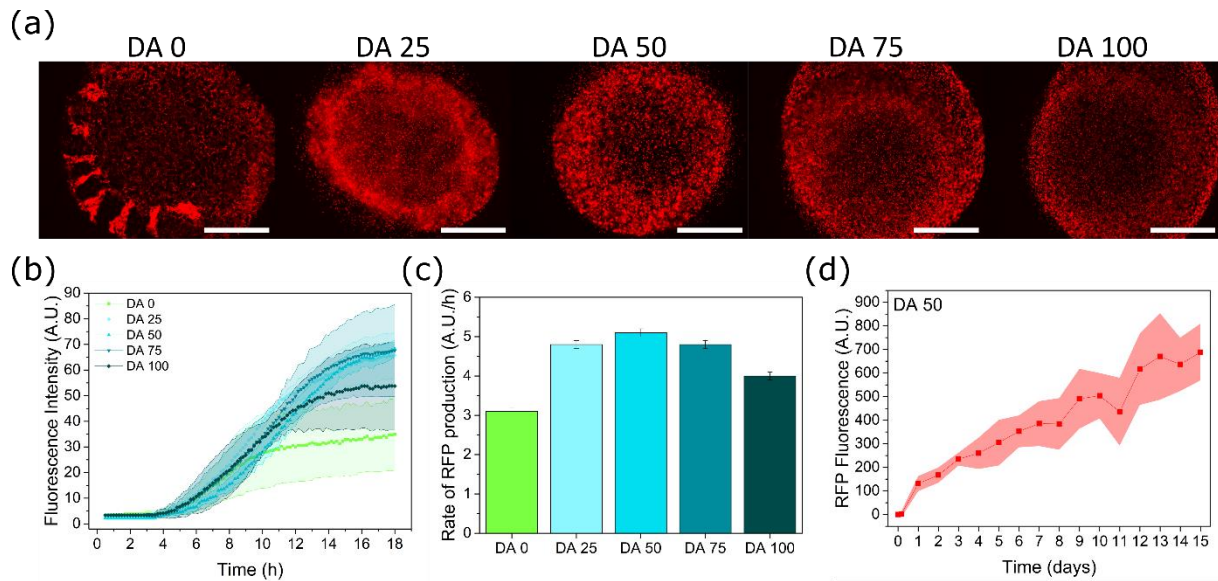 (a)
DA 0 DA 25 DA 50 DA 75 DA 100
(b)
Fluorescence Intensity (A.U.)
90
80
70
60
50
40
30
20
10
0
DA 0
DA 25
DA 50
DA 75
DA 100
0 2 4 6 8 10 12 14 16 18
Time (h)
(c)
Rate of RFP production (A.U./h)
6
5
4
3
2
1
0
DA 0 DA 25 DA 50 DA 75 DA 100
(d)
DA 50
RFP Fluorescence (A.U.)
900
800
700
600
500
400
300
200
100
0
0 1 2 3 4 5 6 7 8 9 10 11 12 13 14 15
Time (days)